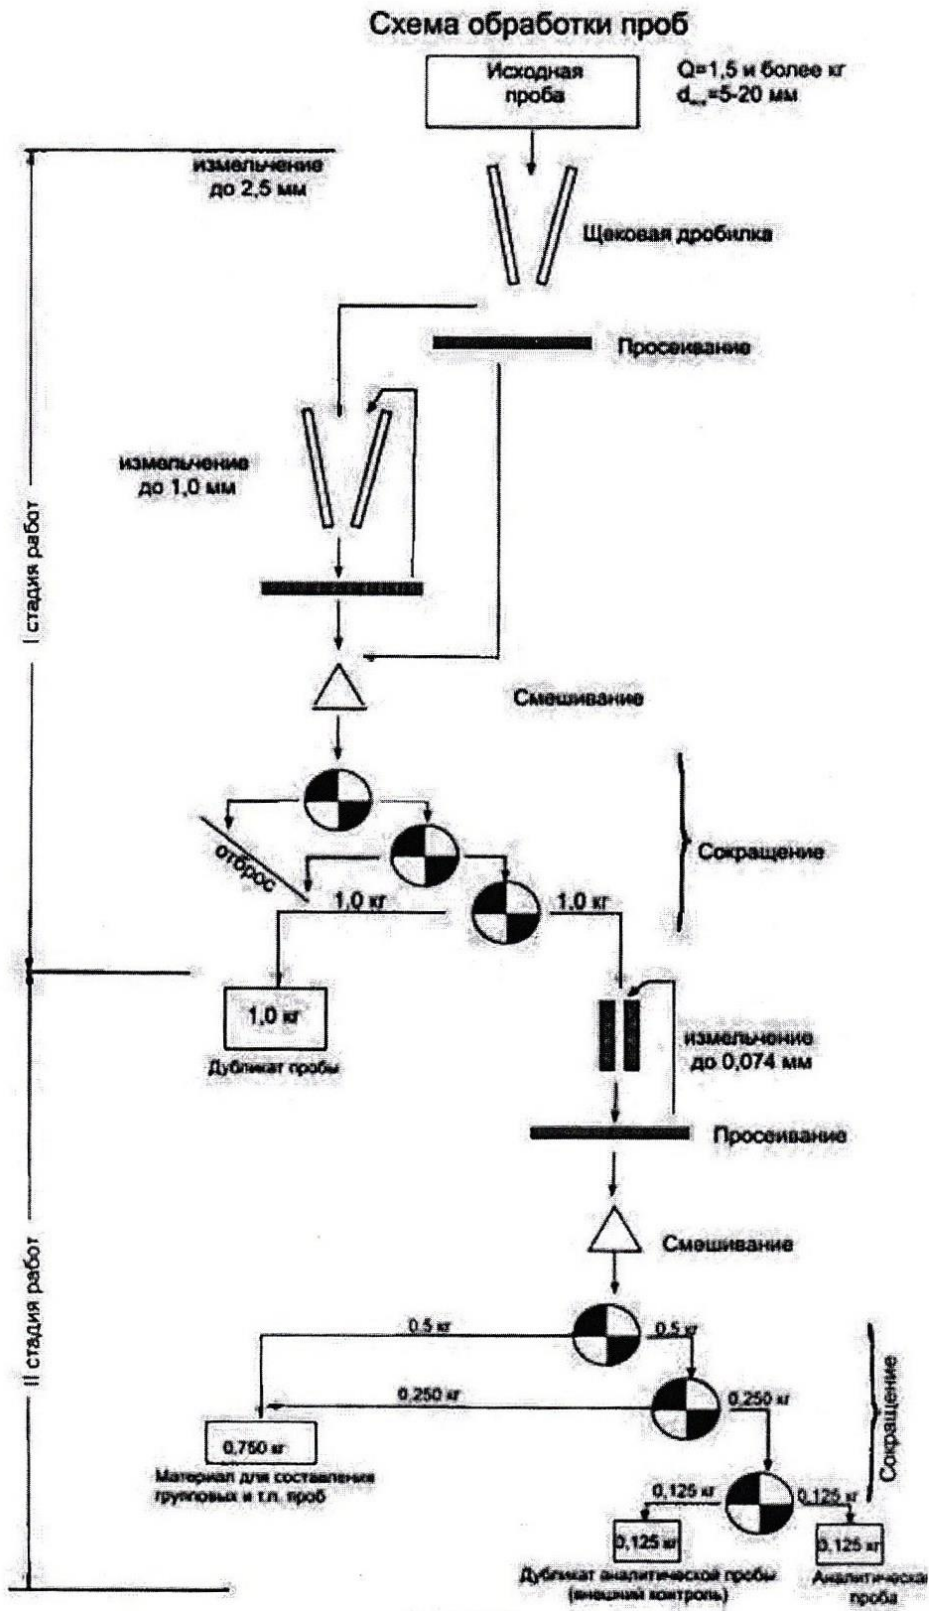 Схема обработки проб
Исходная
проба
Q=1,5 и более кг
=5-20 мм
измельчение
до 2,5 мм
Щековая дробилка
Просеивание
измельчение
до 1,0 мм
I стадия работ
Смешивание
Сокращение
отброс
1,0 кг
1,0 кг
1,0 кг
Дубликат пробы
измельчение
до 0,074 мм
Просеивание
Смешивание
II стадия работ
0,5 кг
0,5 кг
0,250 кг
0,250 кг
0,750 кг
Материал для составления
групповых и т.п. проб
Сокращение
0,125 кг
0,125 кг
0,125 кг
0,125 кг
Дубликат аналитической пробы
(внешний контроль)
Аналитическа
проба